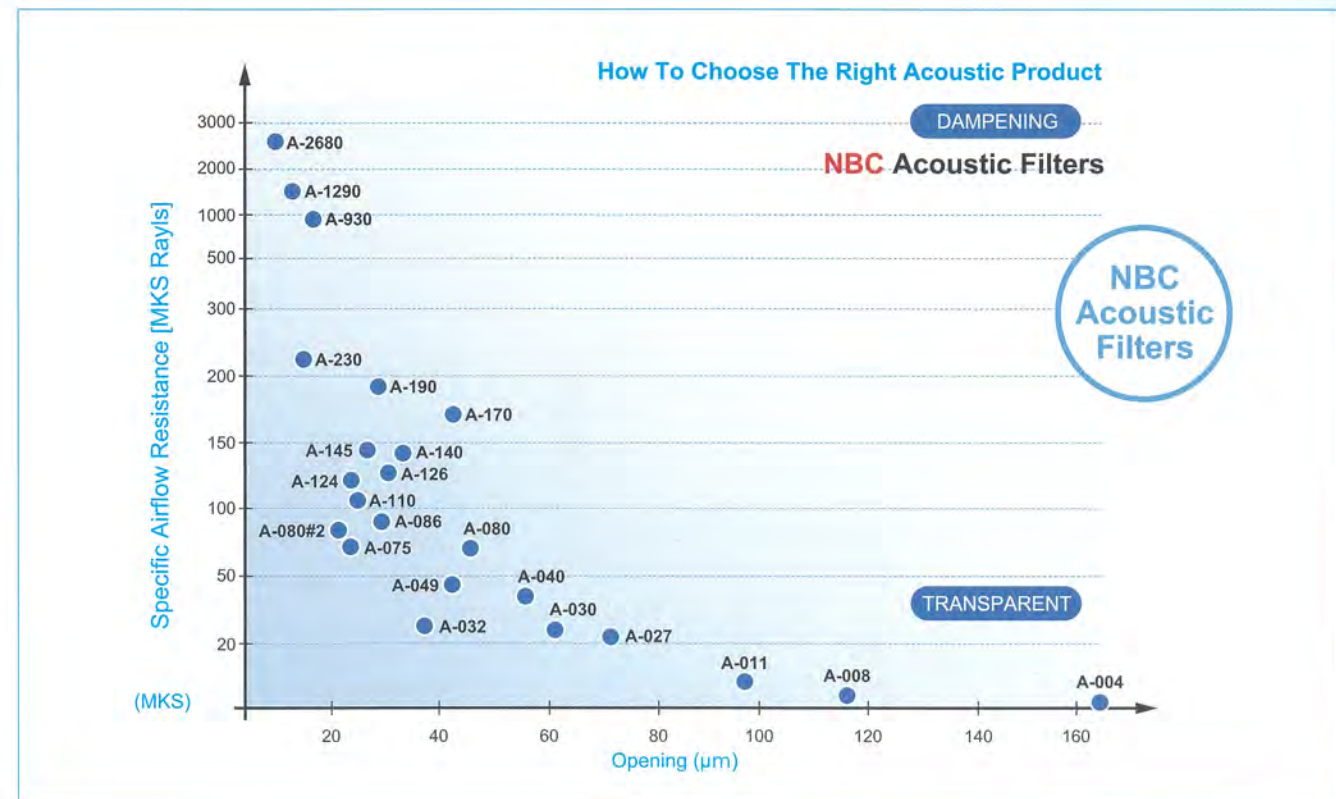 How To Choose The Right Acoustic Product
3000
DAMPENING
A-2680
NBC Acoustic Filters
2000
A-1290
1000
A-930
500
NBC
Acoustic
Filters
300
A-230
200
A-190
A-170
150
A-145
A-140
A-124
A-126
A-110
100
A-086
A-080#2
A-080
A-075
50
A-049
A-040
TRANSPARENT
A-030
A-032
A-027
20
A-011
A-008
A-004
Specific Airflow Resistance [MKS Rayls]
(MKS)
20 40 60 80 100 120 140 160
Opening (µm)